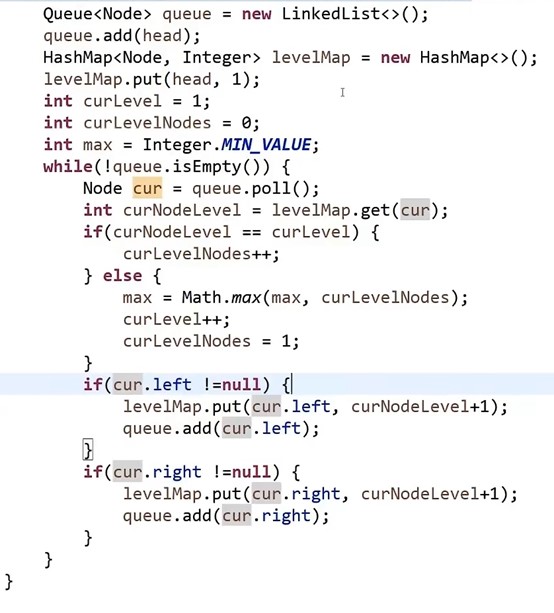 Queue<Node> queue = new LinkedList<>();
queue.add(head);
HashMap<Node, Integer> levelMap = new HashMap<>();
levelMap.put(head, 1);
int curLevel = 1;
int curLevelNodes = 0;
int max = Integer.MIN_VALUE;
while(!queue.isEmpty()) {
Node cur = queue.poll();
int curNodeLevel = levelMap.get(cur);
if(curNodeLevel == curLevel) {
curLevelNodes++;
} else {
max = Math.max(max, curLevelNodes);
curLevel++;
curLevelNodes = 1;
}
if(cur.left !=null) {
levelMap.put(cur.left, curNodeLevel+1);
queue.add(cur.left);
}
if(cur.right !=null) {
levelMap.put(cur.right, curNodeLevel+1);
queue.add(cur.right);
}
}
}